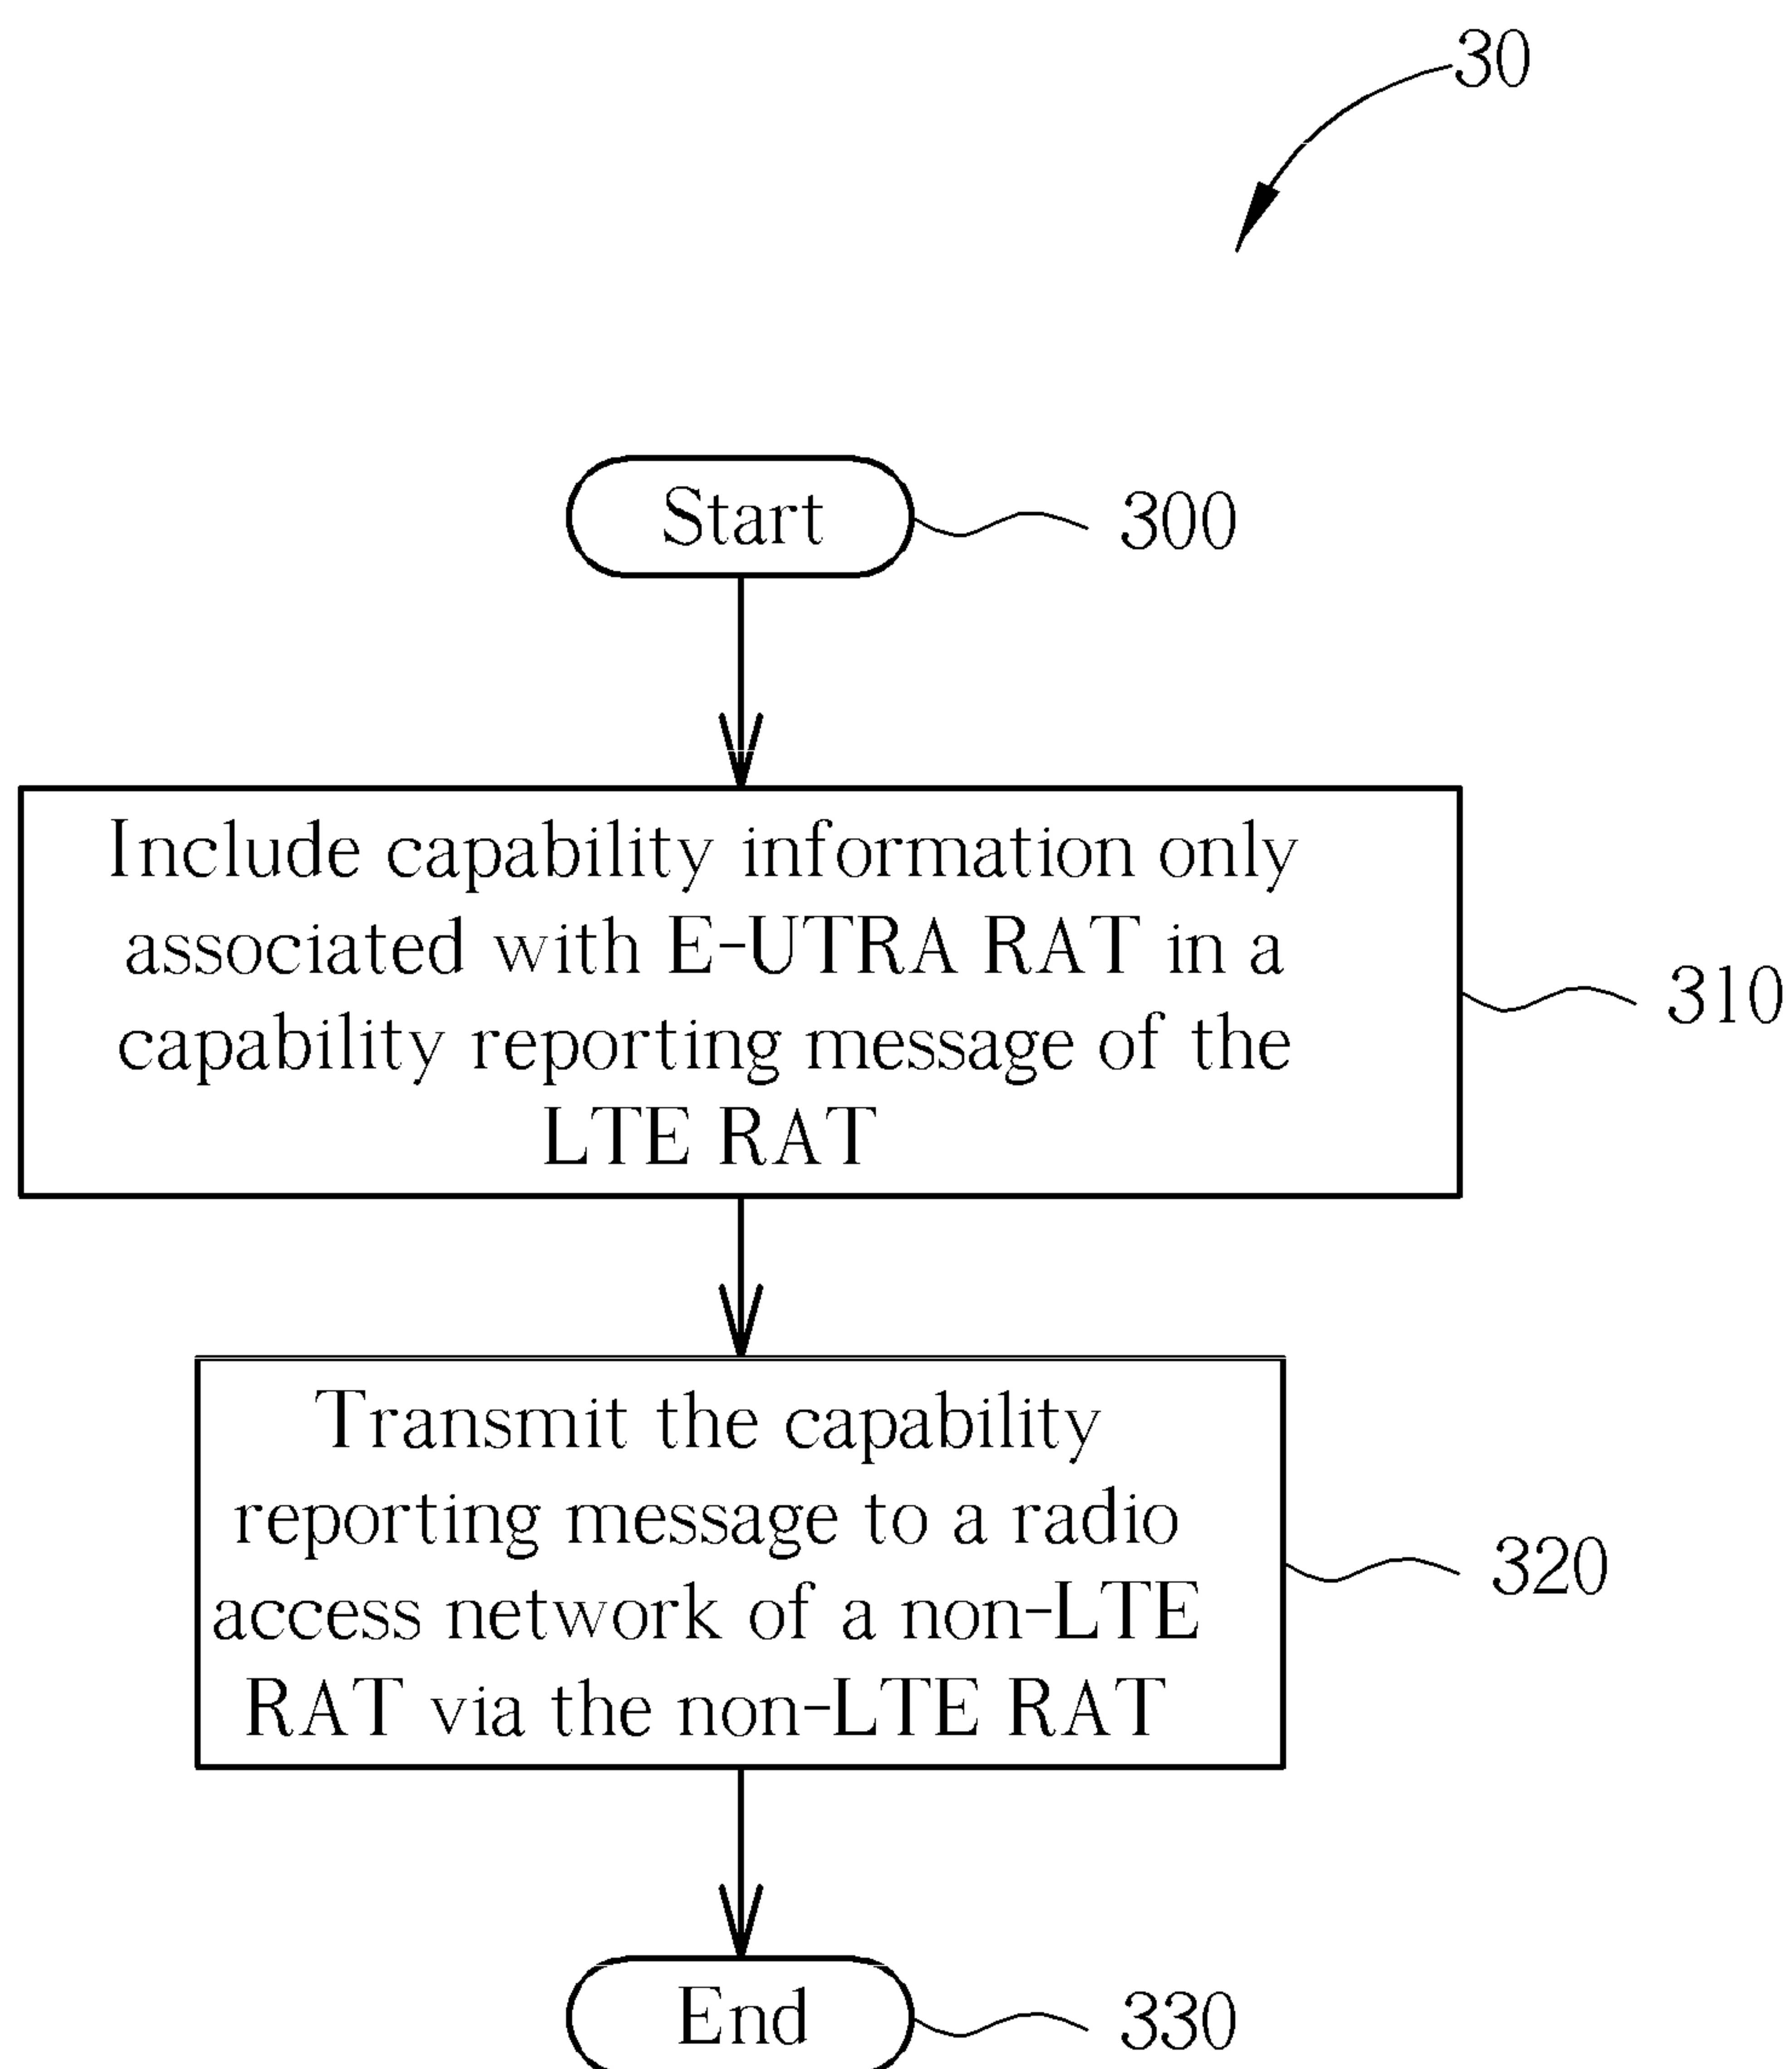 30
Start
300
Include capability information only
associated with E-UTRA RAT in a
capability reporting message of the
LTE RAT
310
Transmit the capability
reporting message to a radio
access network of a non-LTE
RAT via the non-LTE RAT
320
End
330